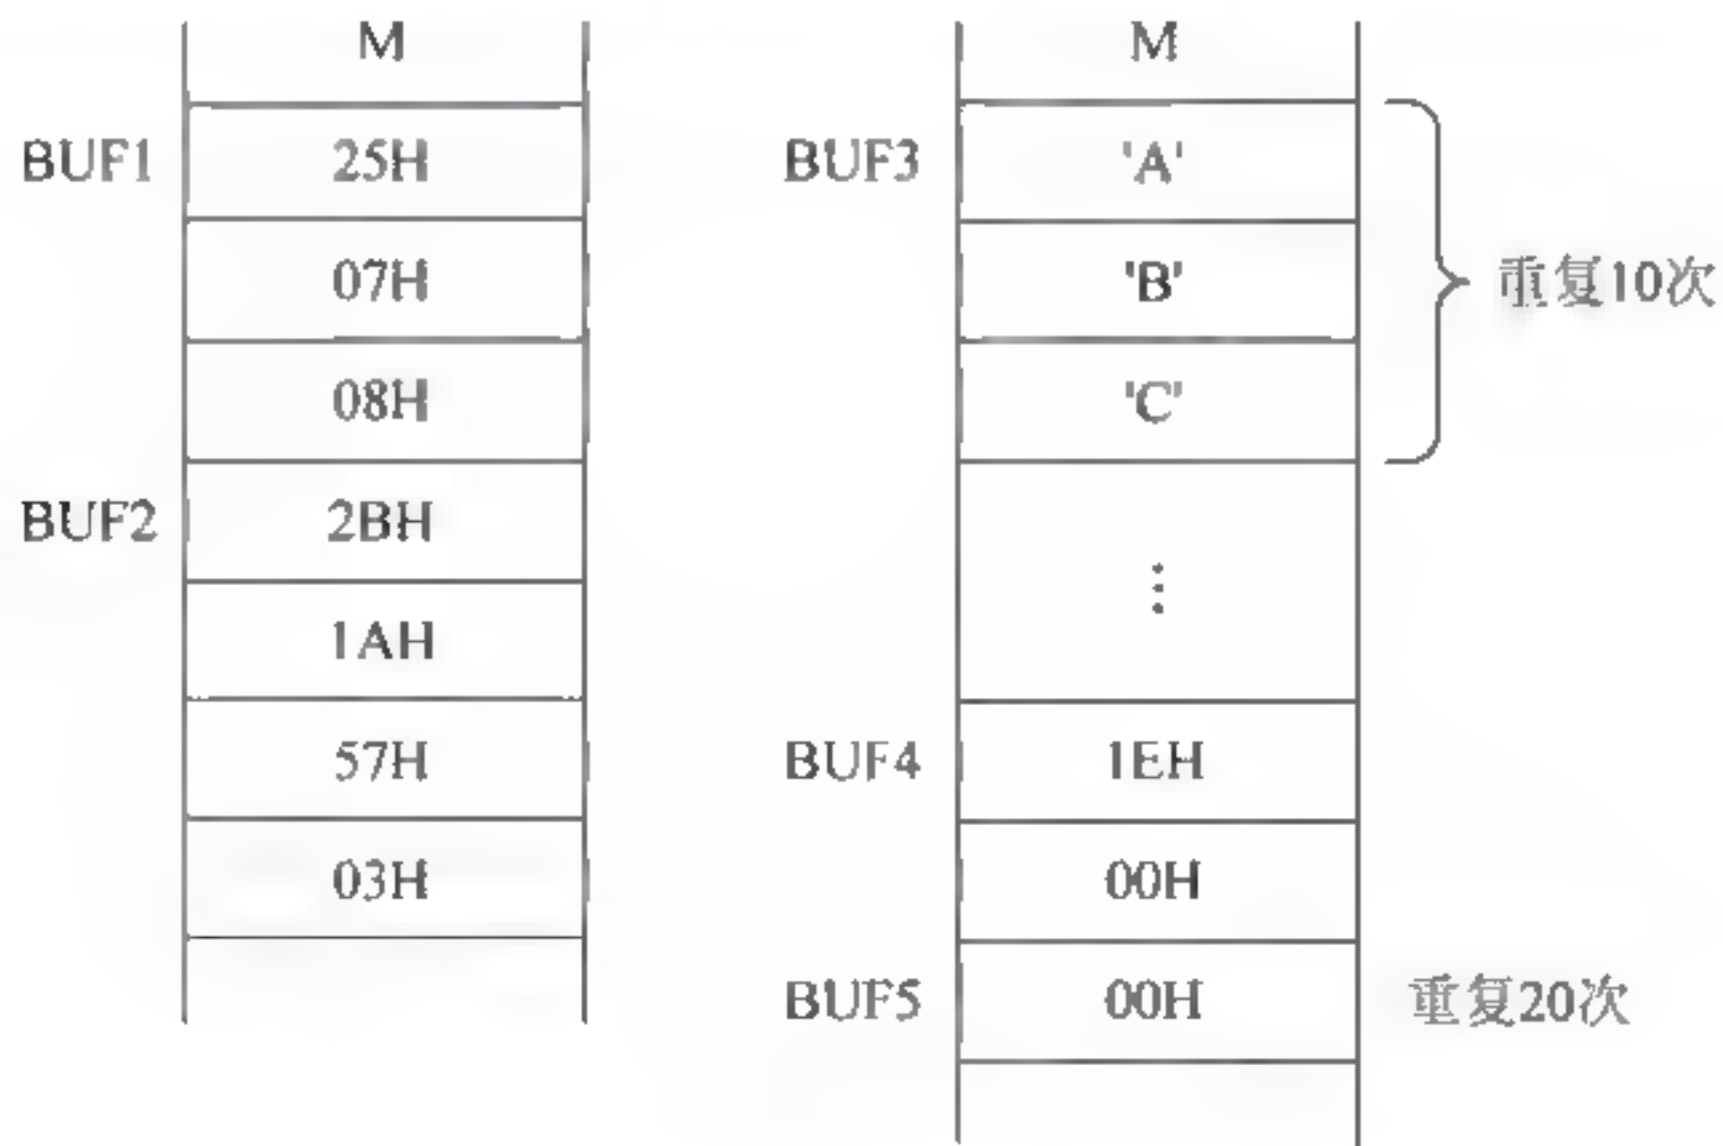 M
BUF1 25H
07H
08H
BUF2 2BH
1AH
57H
03H
M
BUF3 'A'
'B' 重复10次
'C'
⋮
BUF4 1EH
00H
BUF5 00H 重复20次